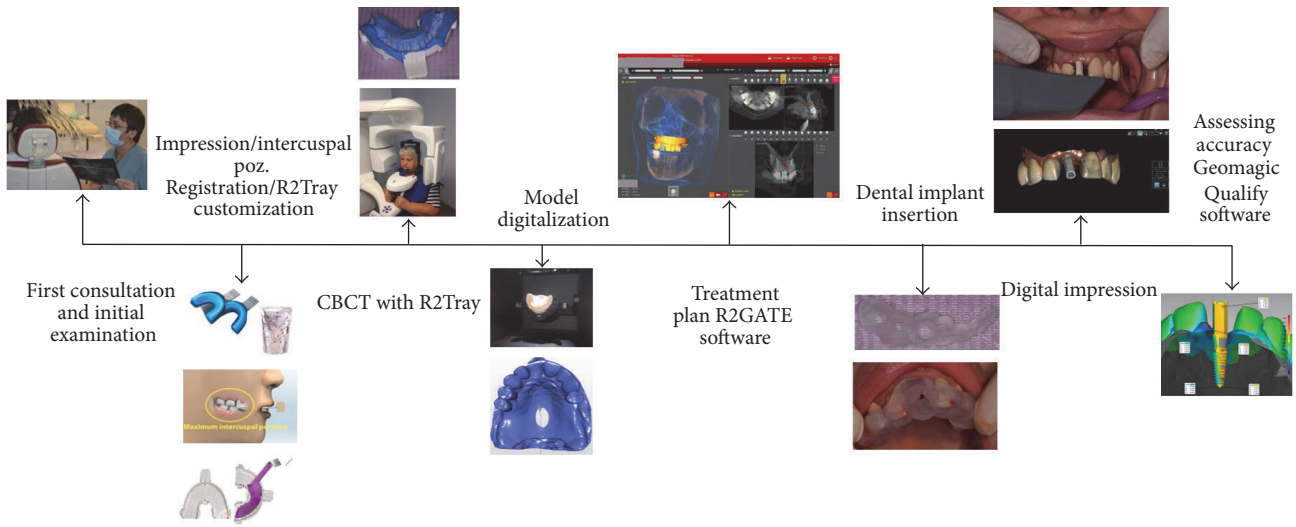 Impression/intercuspal
poz.
Registration/R2Tray
customization
Model
digitalization
Dental implant
insertion
Assessing
accuracy
Geomagic
Qualify
software
First consultation
and initial
examination
CBCT with R2Tray
Treatment
plan R2GATE
software
Digital impression
Maximum intercuspal position